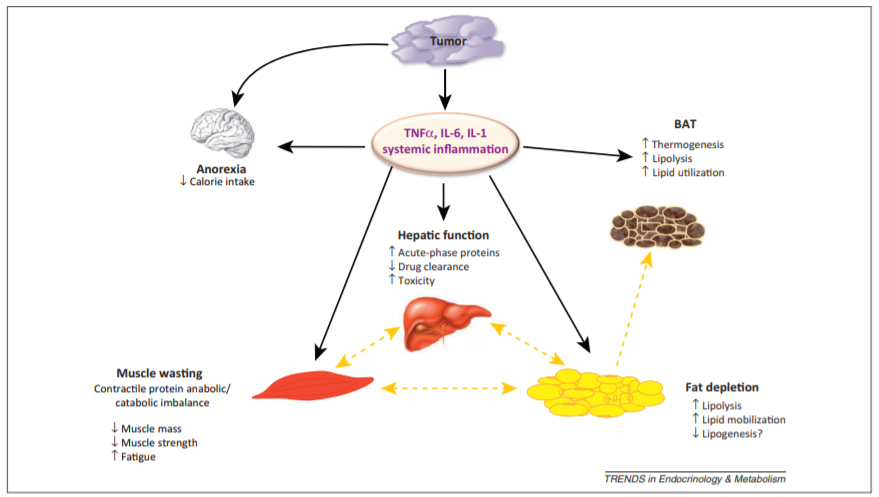 Tumor
TNFα, IL-6, IL-1
systemic inflammation
Anorexia
↓ Calorie intake
BAT
↑ Thermogenesis
↑ Lipolysis
↑ Lipid utilization
Hepatic function
↑ Acute-phase proteins
↓ Drug clearance
↑ Toxicity
Muscle wasting
Contractile protein anabolic/
catabolic imbalance
↓ Muscle mass
↓ Muscle strength
↑ Fatigue
Fat depletion
↑ Lipolysis
↑ Lipid mobilization
↓ Lipogenesis?
TRENDS in Endocrinology & Metabolism